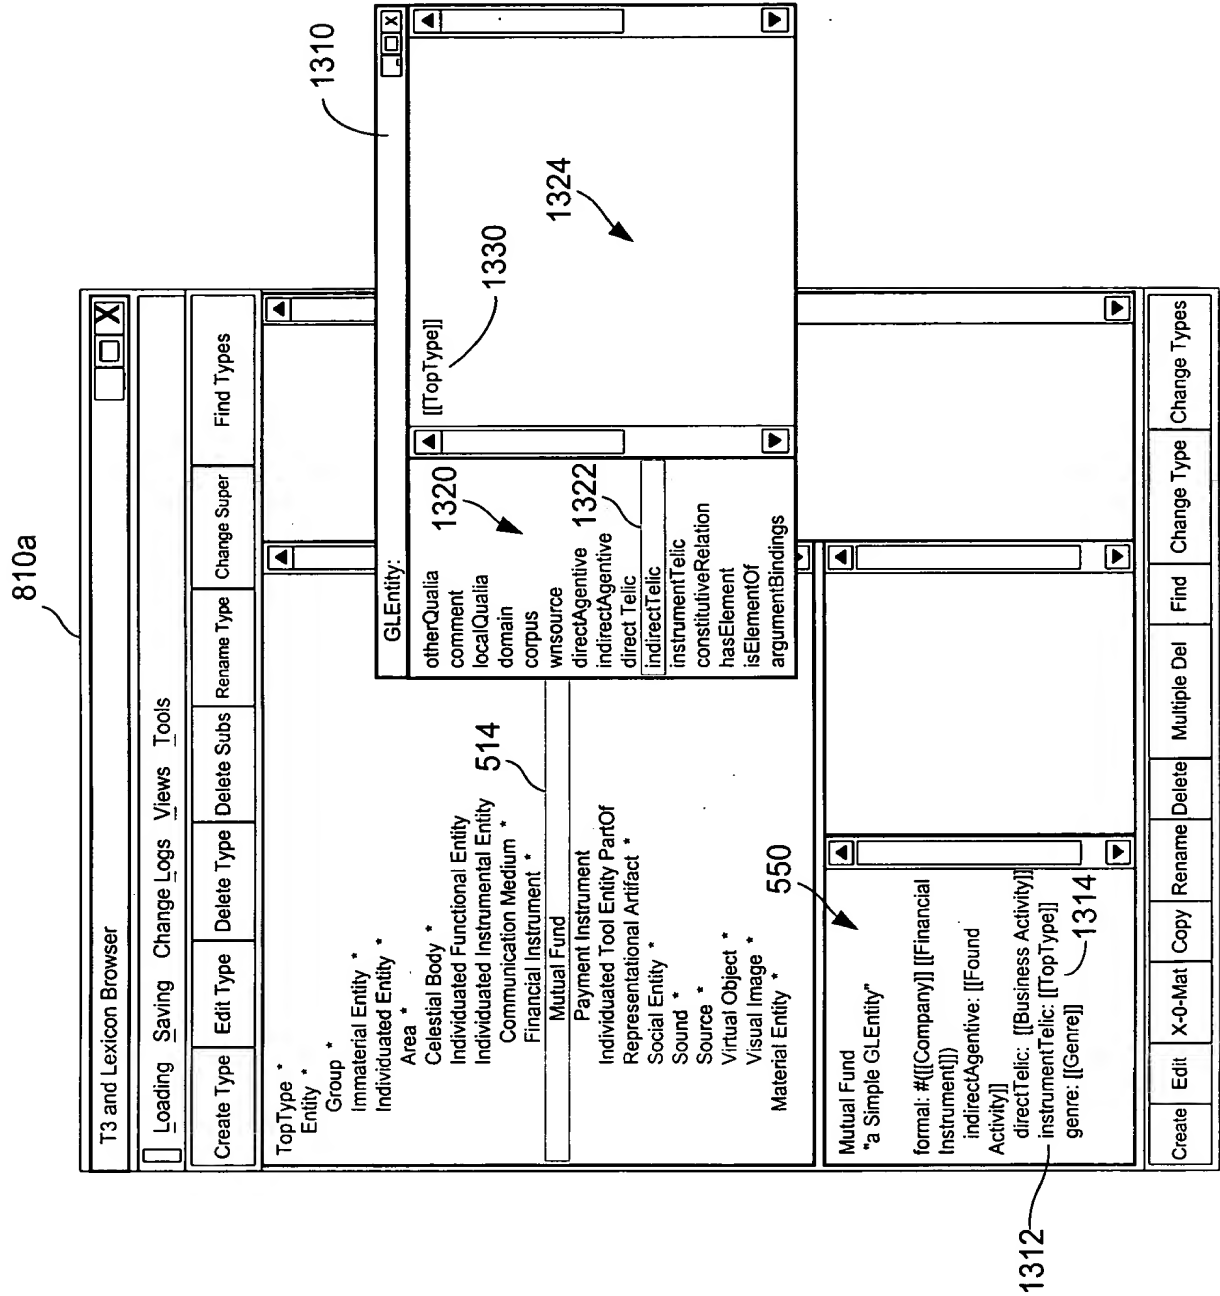 810a
T3 and Lexicon Browser
X
Loading Saving Change Logs Views Tools
Create Type Edit Type Delete Type Delete Subs Rename Type Change Super Find Types
TopType *
Entity *
Group *
Immaterial Entity *
Individuated Entity *
Area *
Celestial Body *
Individuated Functional Entity
Individuated Instrumental Entity
Communication Medium *
Financial Instrument *
Mutual Fund
Payment Instrument
Individuated Tool Entity PartOf
Representational Artifact *
Social Entity *
Sound *
Source *
Virtual Object *
Visual Image *
Material Entity *
514
1310
GLEntity:
X
otherQualia
comment
localQualia
domain
corpus
wnsource
directAgentive
indirectAgentive
direct Telic
indirectTelic
instrumentTelic
constitutiveRelation
hasElement
isElementOf
argumentBindings
1320
1322
[[TopType]]
1330
1324
550
Mutual Fund
"a Simple GLEntity"
formal: #([[Company]] [[Financial
Instrument]])
indirectAgentive: [[Found
Activity]]
directTelic: [[Business Activity]]
instrumentTelic: [[TopType]]
genre: [[Genre]]
1314
1312
Create Edit X-0-Mat Copy Rename Delete Multiple Del Find Change Type Change Types